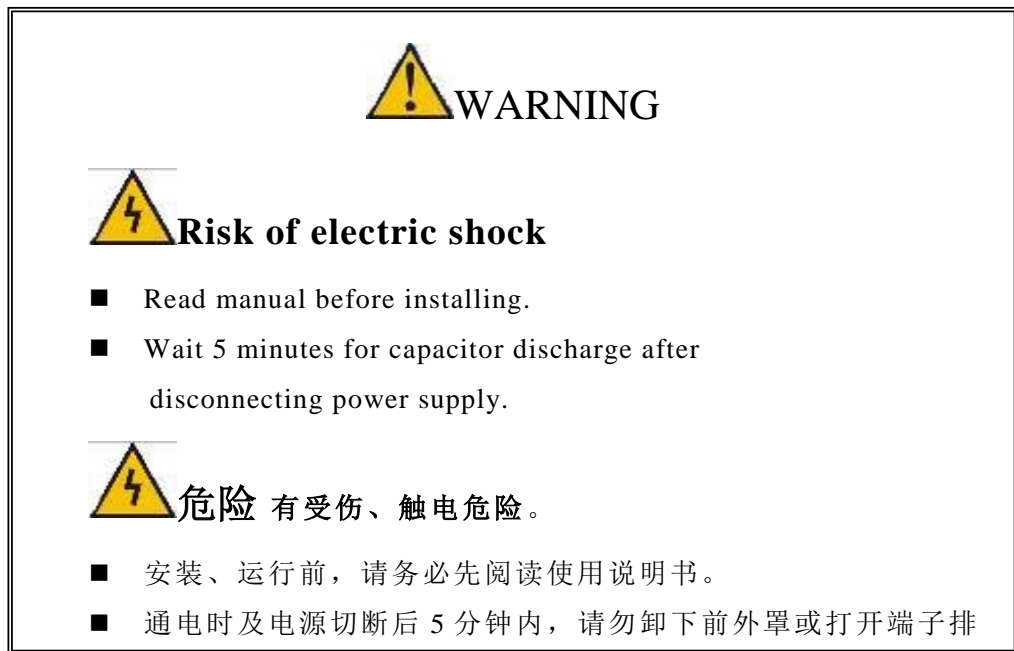 WARNING
Risk of electric shock
■ Read manual before installing.
■ Wait 5 minutes for capacitor discharge after
disconnecting power supply.
危险 有受伤、触电危险。
■ 安装、运行前，请务必先阅读使用说明书。
■ 通电时及电源切断后 5 分钟内，请勿卸下前外罩或打开端子排